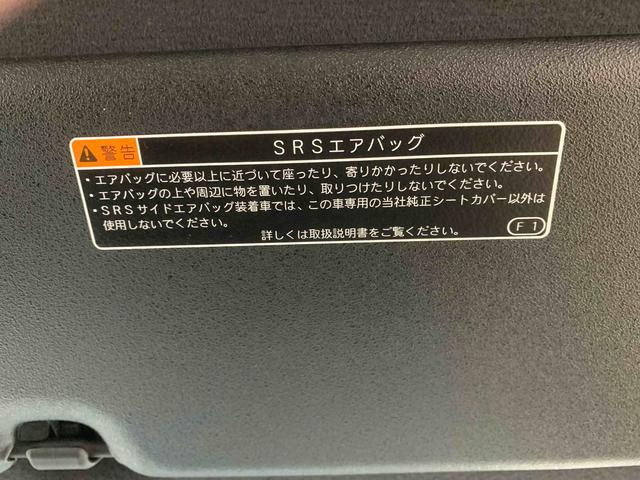 警告 SRSエアバッグ
・エアバッグに必要以上に近づいて座ったり、寄りかかったりしないでください。
・エアバッグの上や周辺に物を置いたり、取りつけたりしないでください。
・SRSサイドエアバッグ装着車では、この車専用の当社純正シートカバー以外は
使用しないでください。
詳しくは取扱説明書をご覧ください。 F1